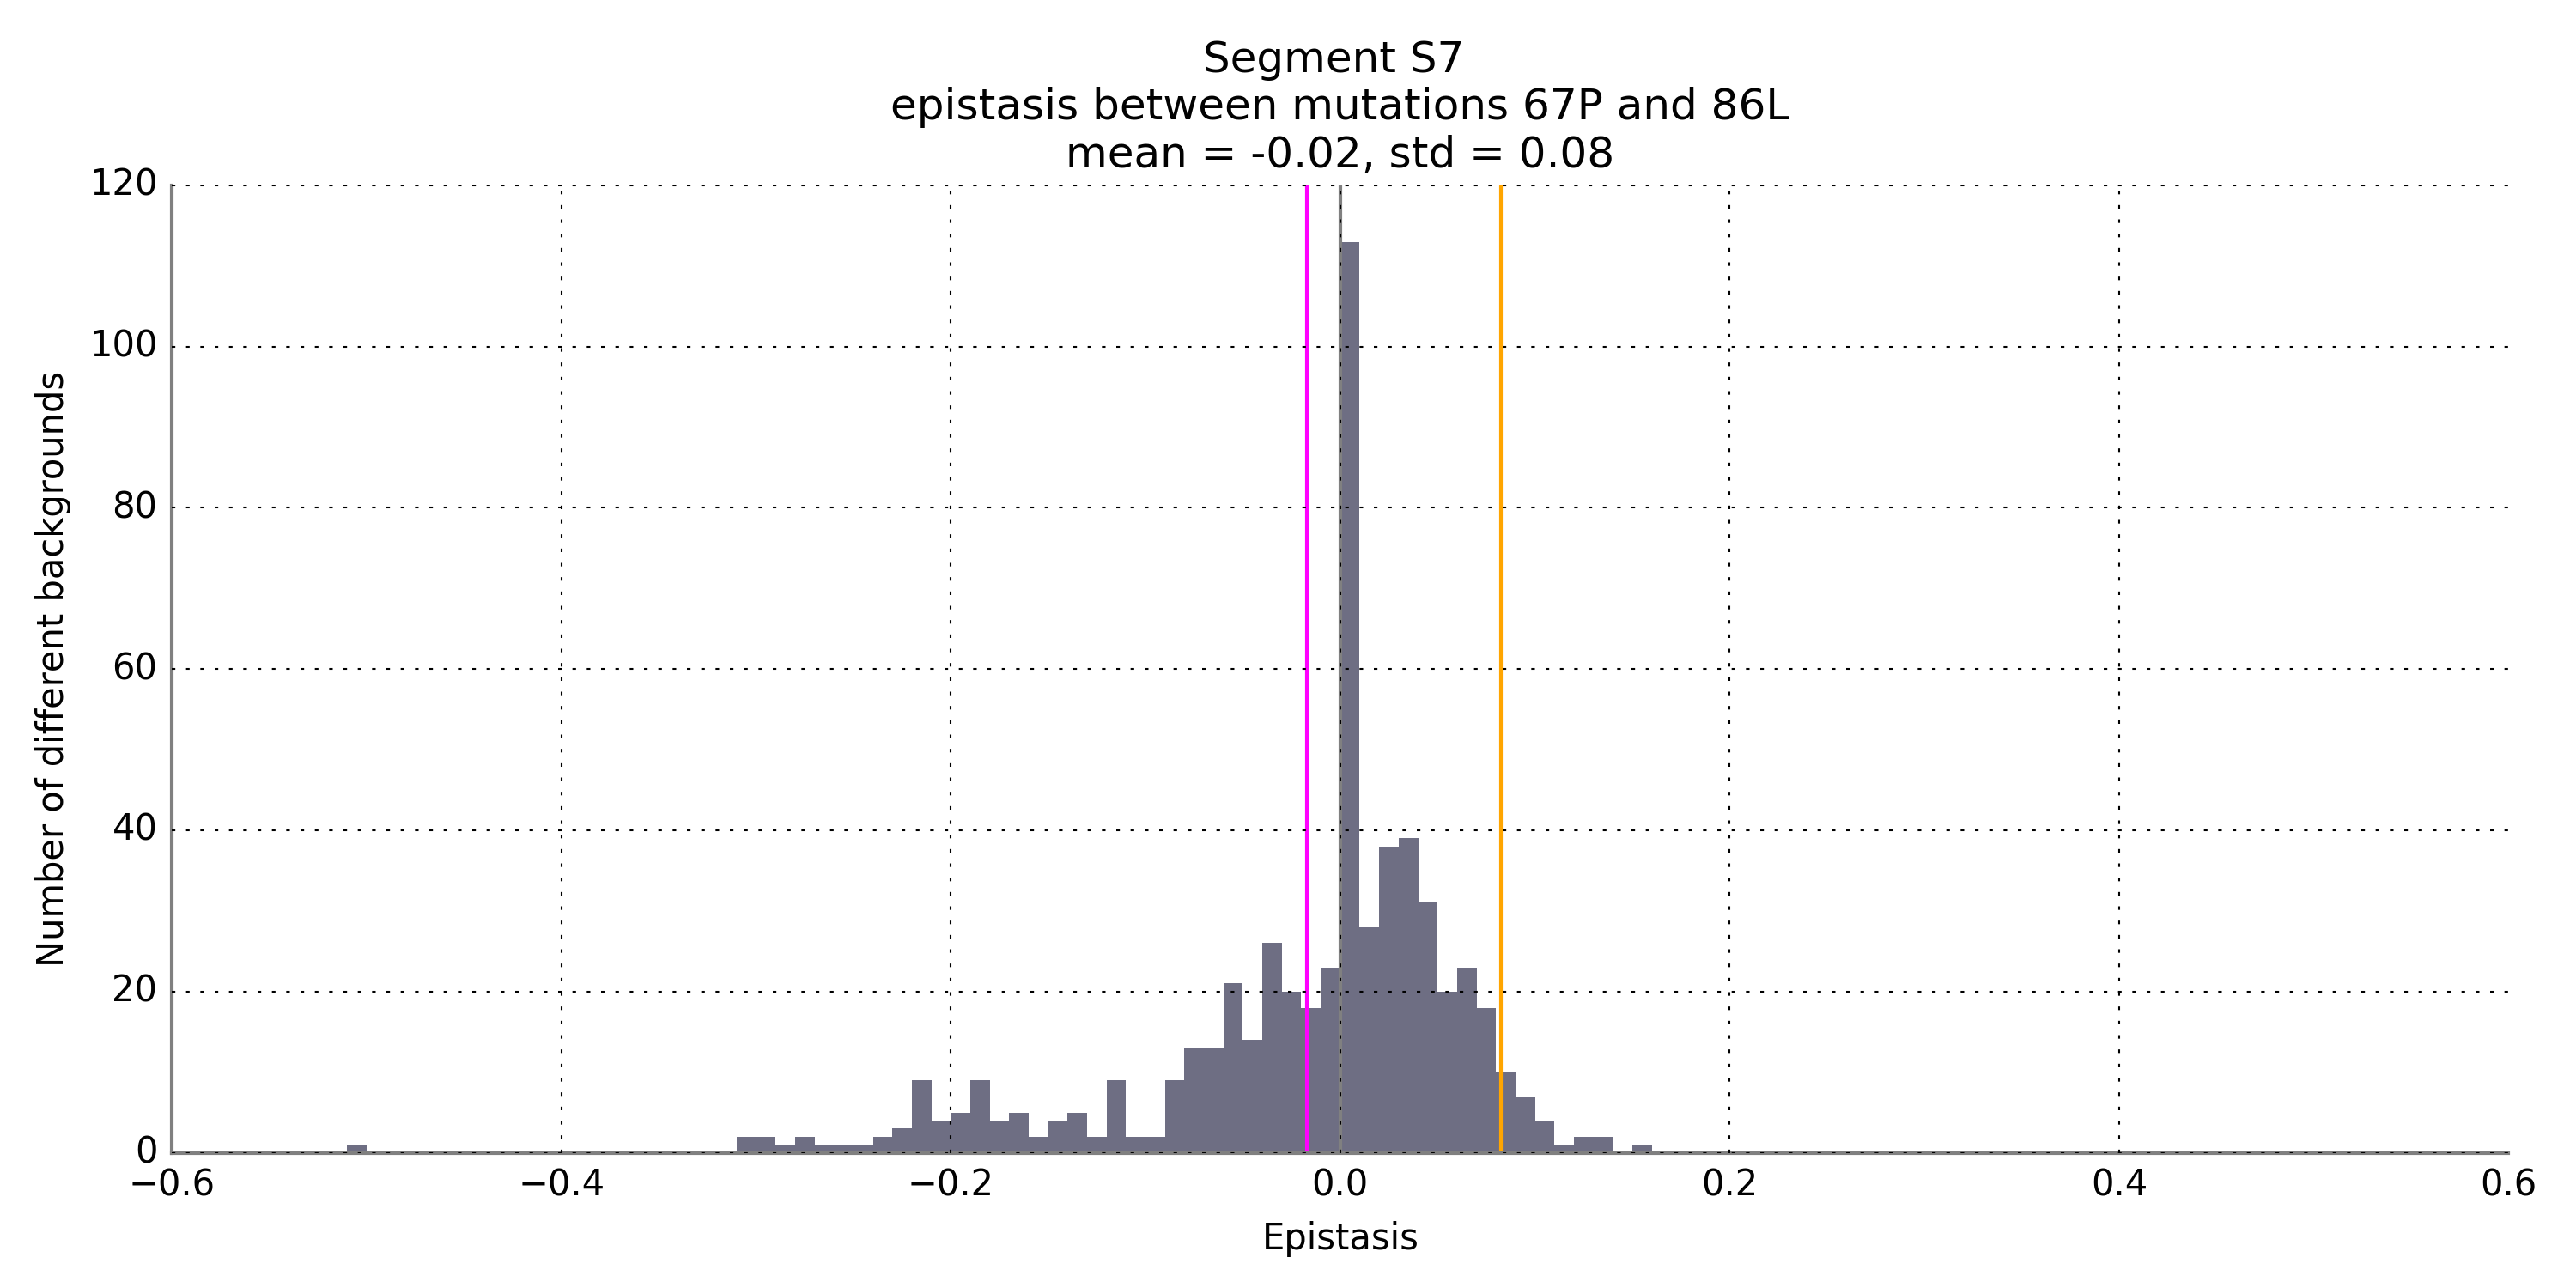 Segment S7
epistasis between mutations 67P and 86L
mean = -0.02, std = 0.08
120
100
80
60
40
20
0
Number of different backgrounds
−0.6
−0.4
−0.2
0.0
0.2
0.4
0.6
Epistasis